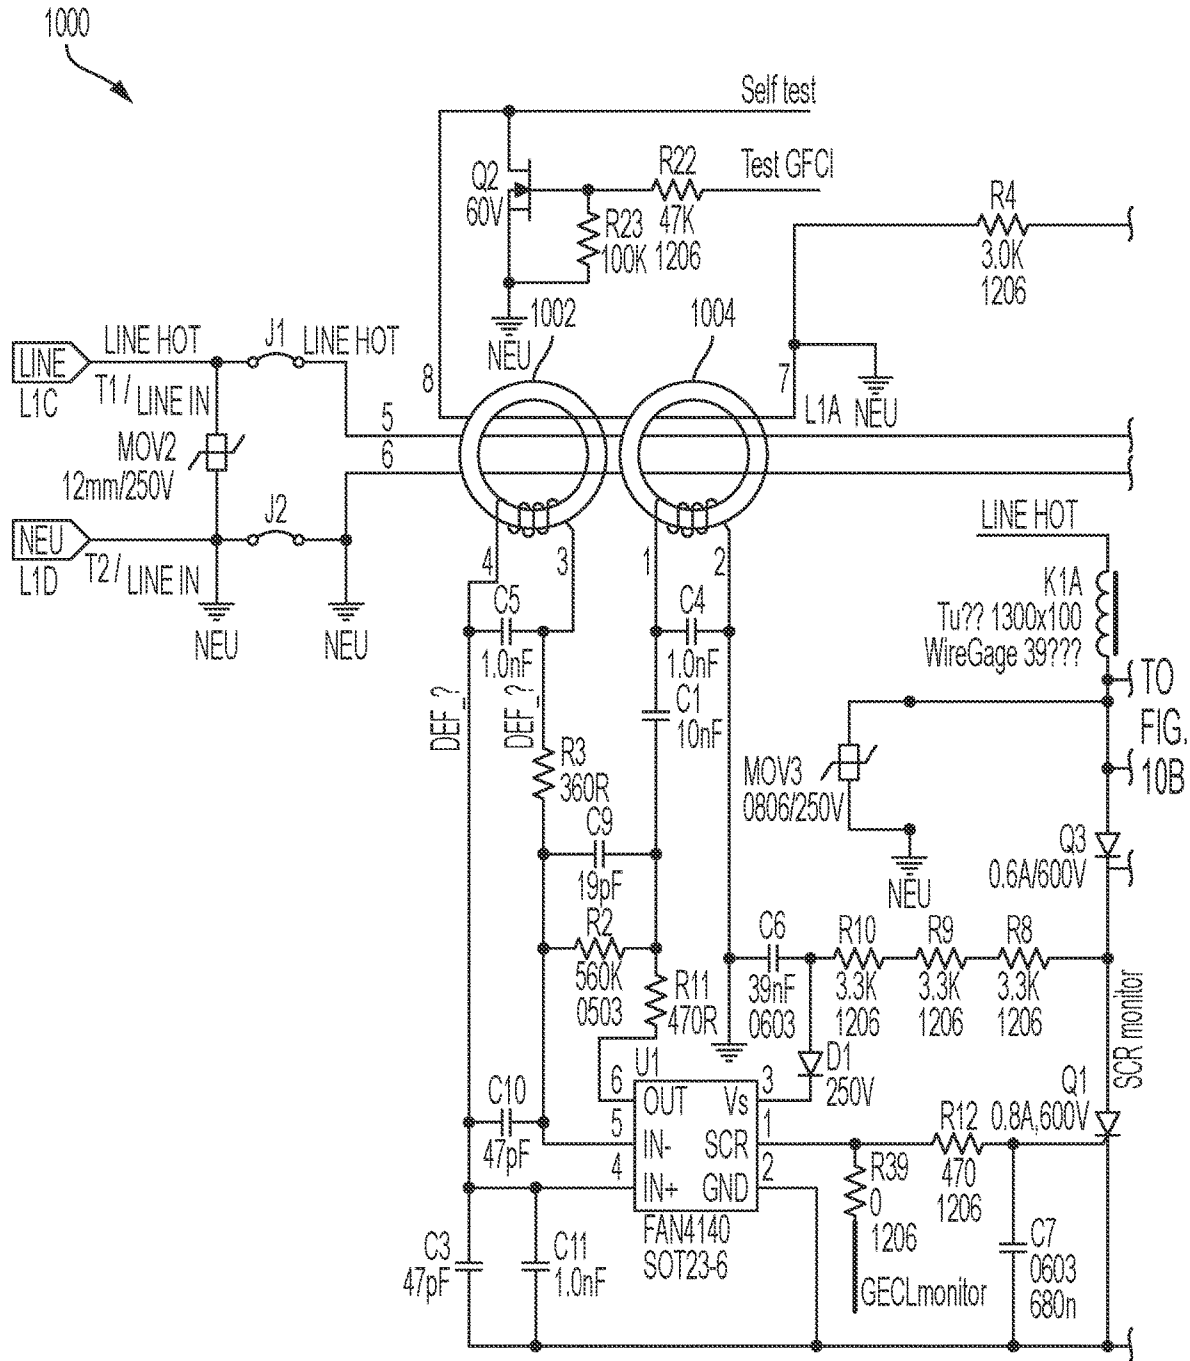 1000
Self test
Q2
60V
R22
47K
1206
Test GFCI
R23
100K
R4
3.0K
1206
NEU
1002
1004
LINE
L1C
LINE HOT
T1 /
LINE IN
J1
LINE HOT
8
7
5
6
L1A
NEU
MOV2
12mm/250V
NEU
L1D
T2 /
LINE IN
J2
NEU
NEU
4
3
1
2
LINE HOT
K1A
Tu?? 1300x100
WireGage 39???
C5
1.0nF
C4
1.0nF
DEF_?
DEF_?
C1
10nF
TO
FIG.
10B
R3
360R
MOV3
0806/250V
NEU
C9
19pF
Q3
0.6A/600V
R2
560K
0503
R11
470R
C6
39nF
0603
R10
3.3K
1206
R9
3.3K
1206
R8
3.3K
1206
SCR monitor
U1
D1
250V
C10
47pF
6
5
4
OUT
IN-
IN+
Vs
SCR
GND
3
1
2
FAN4140
SOT23-6
Q1
0.8A,600V
R12
470
1206
R39
0
1206
GECLmonitor
C7
0603
680n
C3
47pF
C11
1.0nF